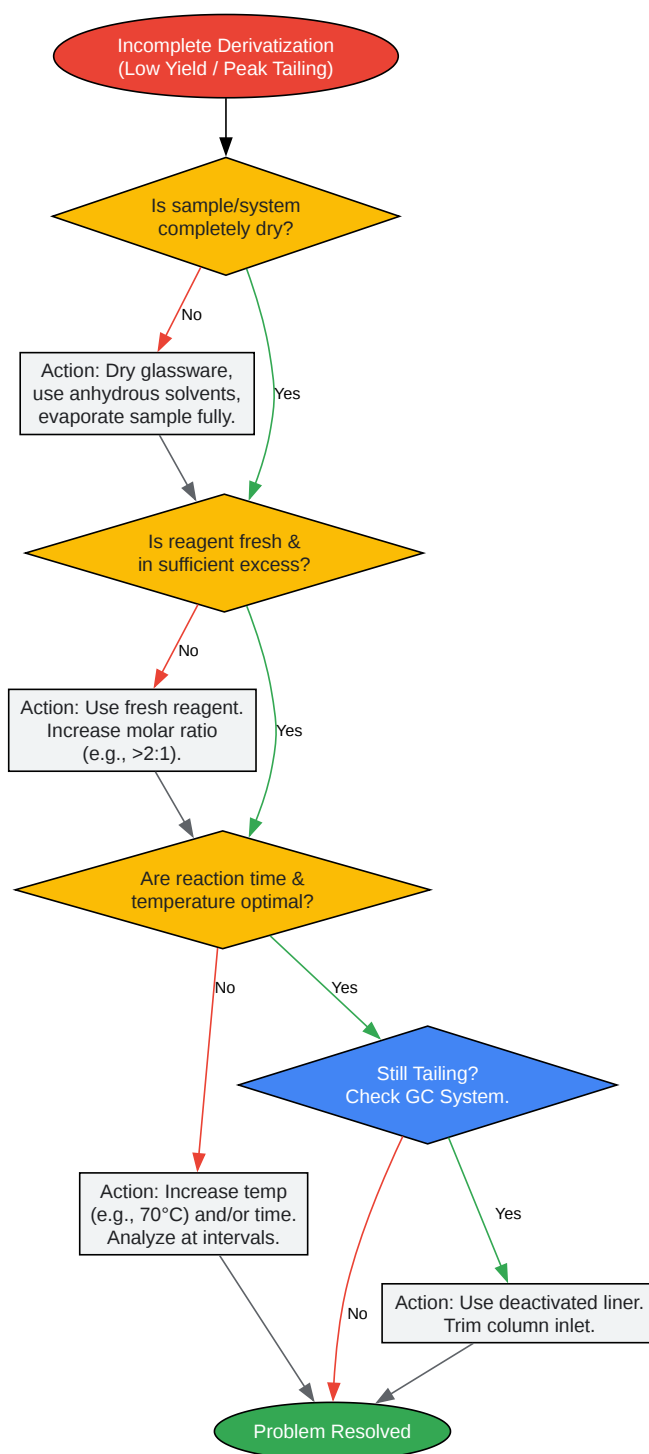 Incomplete Derivatization
(Low Yield / Peak Tailing)
Is sample/system
completely dry?
No
Yes
Action: Dry glassware,
use anhydrous solvents,
evaporate sample fully.
Is reagent fresh &
in sufficient excess?
No
Yes
Action: Use fresh reagent.
Increase molar ratio
(e.g., >2:1).
Are reaction time &
temperature optimal?
No
Yes
Still Tailing?
Check GC System.
Action: Increase temp
(e.g., 70°C) and/or time.
Analyze at intervals.
Yes
No
Action: Use deactivated liner.
Trim column inlet.
Problem Resolved